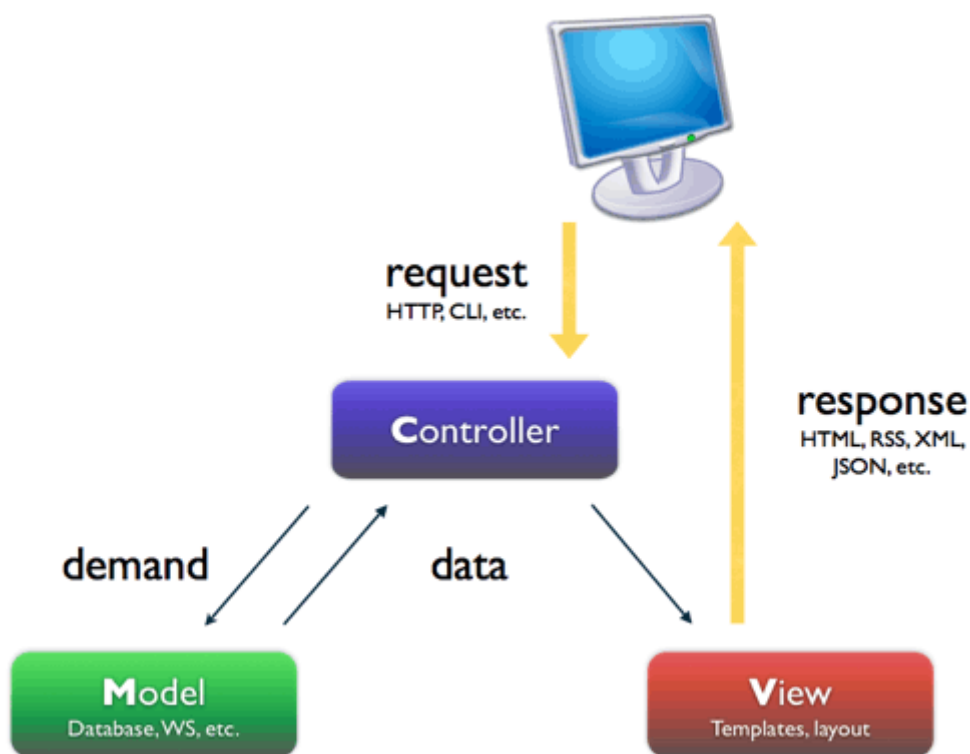 request
HTTP, CLI, etc.
Controller
response
HTML, RSS, XML,
JSON, etc.
demand
data
Model
Database, WS, etc.
View
Templates, layout